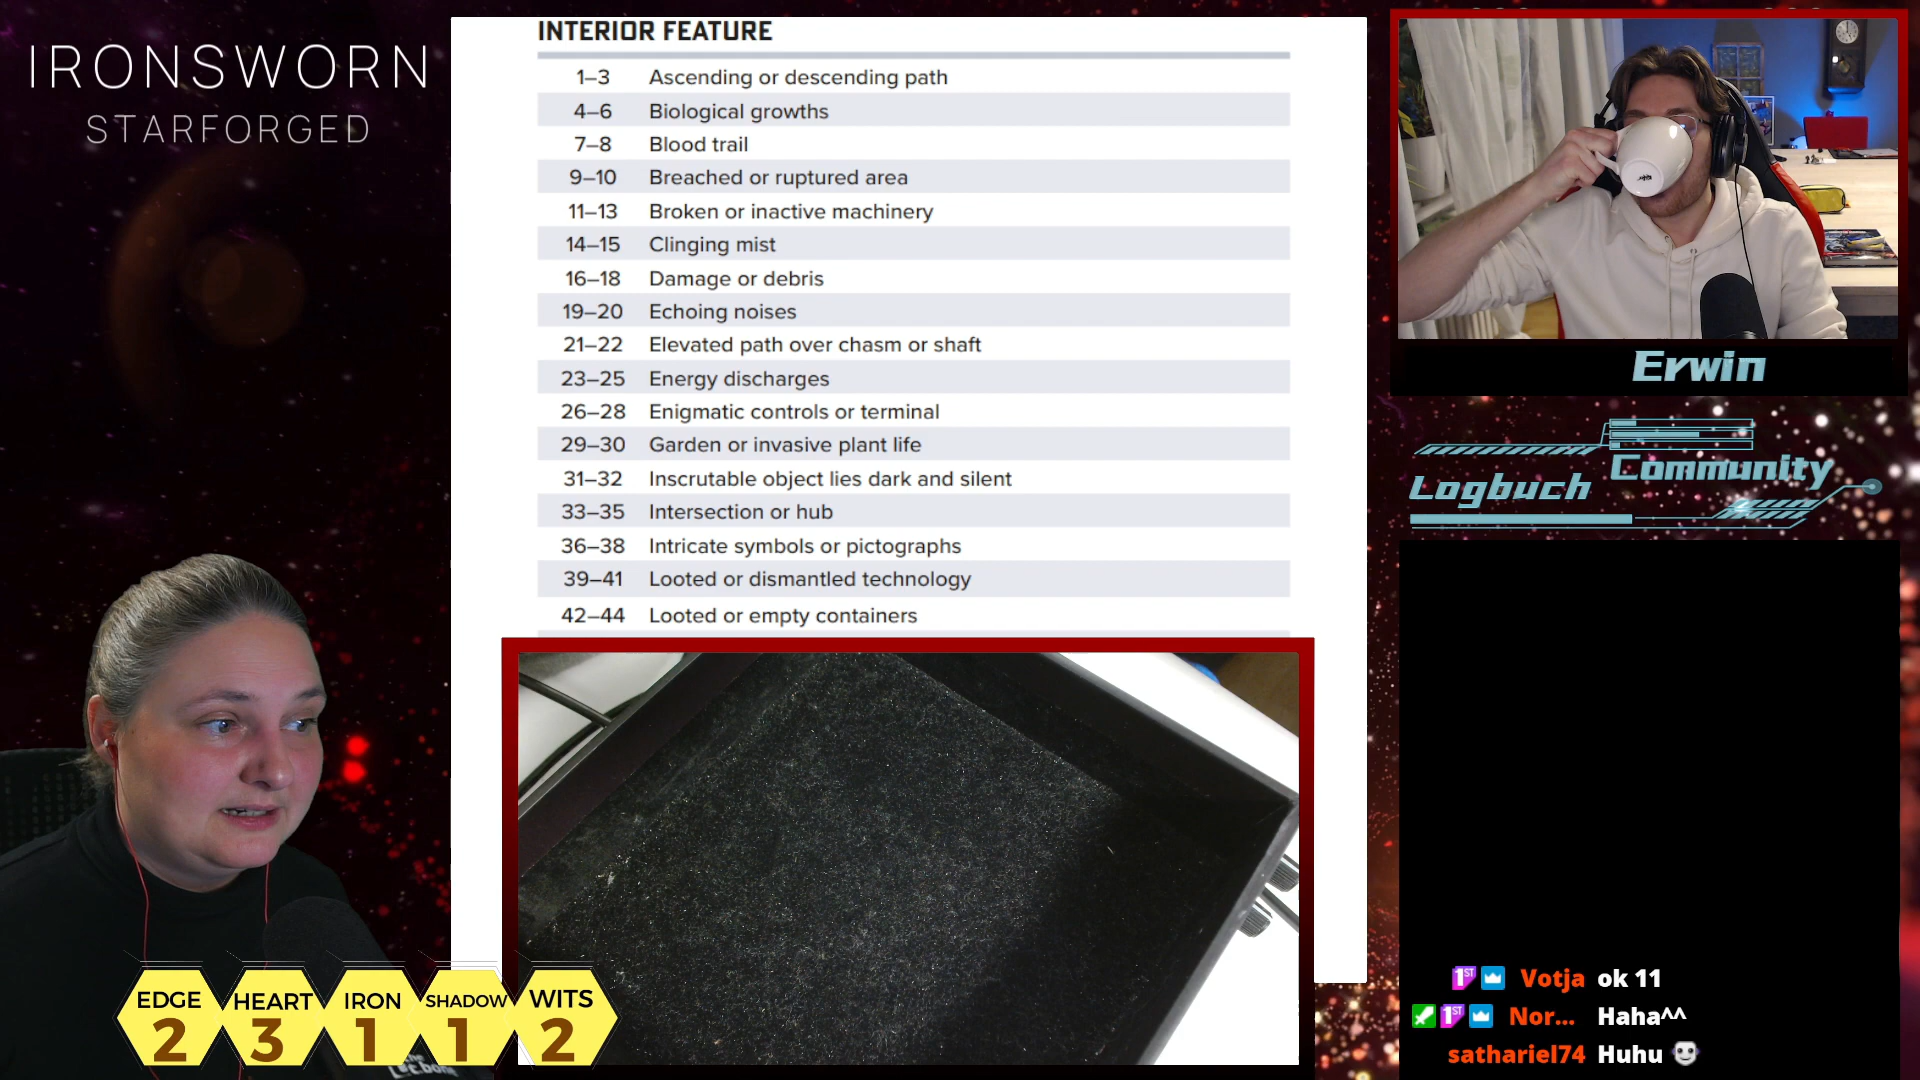 IRONSWORN
STARFORGED
INTERIOR FEATURE
1–3 Ascending or descending path
4–6 Biological growths
7–8 Blood trail
9–10 Breached or ruptured area
11–13 Broken or inactive machinery
14–15 Clinging mist
16–18 Damage or debris
19–20 Echoing noises
21–22 Elevated path over chasm or shaft
23–25 Energy discharges
26–28 Enigmatic controls or terminal
29–30 Garden or invasive plant life
31–32 Inscrutable object lies dark and silent
33–35 Intersection or hub
36–38 Intricate symbols or pictographs
39–41 Looted or dismantled technology
42–44 Looted or empty containers
Erwin
Logbuch Community
1ST Votja ok 11
1ST Nor... Haha^^
sathariel74 Huhu
EDGE 2
HEART 3
IRON 1
SHADOW 1
WITS 2